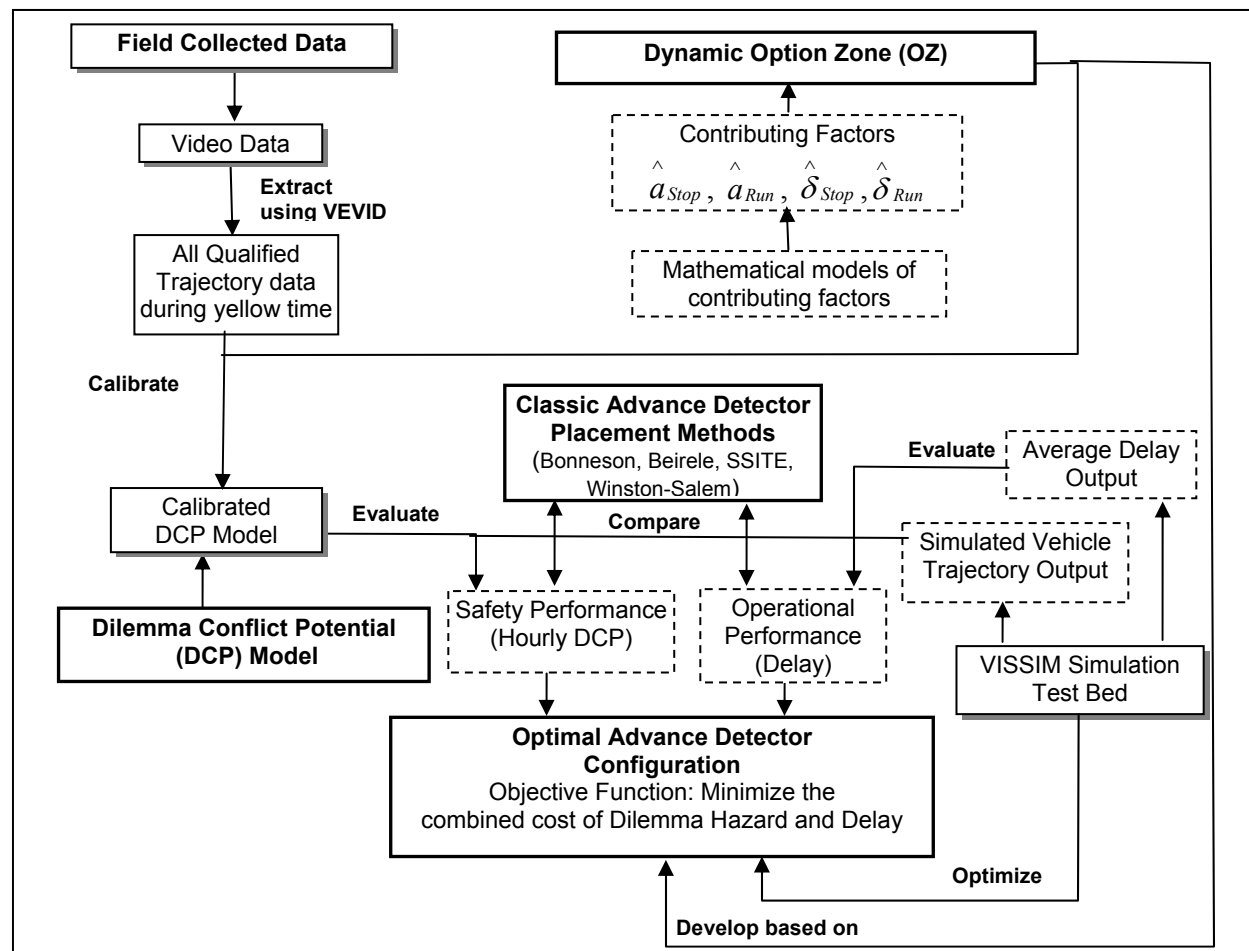 Field Collected Data
Dynamic Option Zone (OZ)
Video Data
Contributing Factors
^ ^ ^ ^
a Stop , a Run , δ Stop , δ Run
Extract
using VEVID
All Qualified
Trajectory data
during yellow time
Mathematical models of
contributing factors
Calibrate
Classic Advance Detector
Placement Methods
(Bonneson, Beirele, SSITE,
Winston-Salem)
Evaluate
Average Delay
Output
Calibrated
DCP Model
Evaluate
Compare
Simulated Vehicle
Trajectory Output
Safety Performance
(Hourly DCP)
Operational
Performance
(Delay)
Dilemma Conflict Potential
(DCP) Model
VISSIM Simulation
Test Bed
Optimal Advance Detector
Configuration
Objective Function: Minimize the
combined cost of Dilemma Hazard and Delay
Optimize
Develop based on